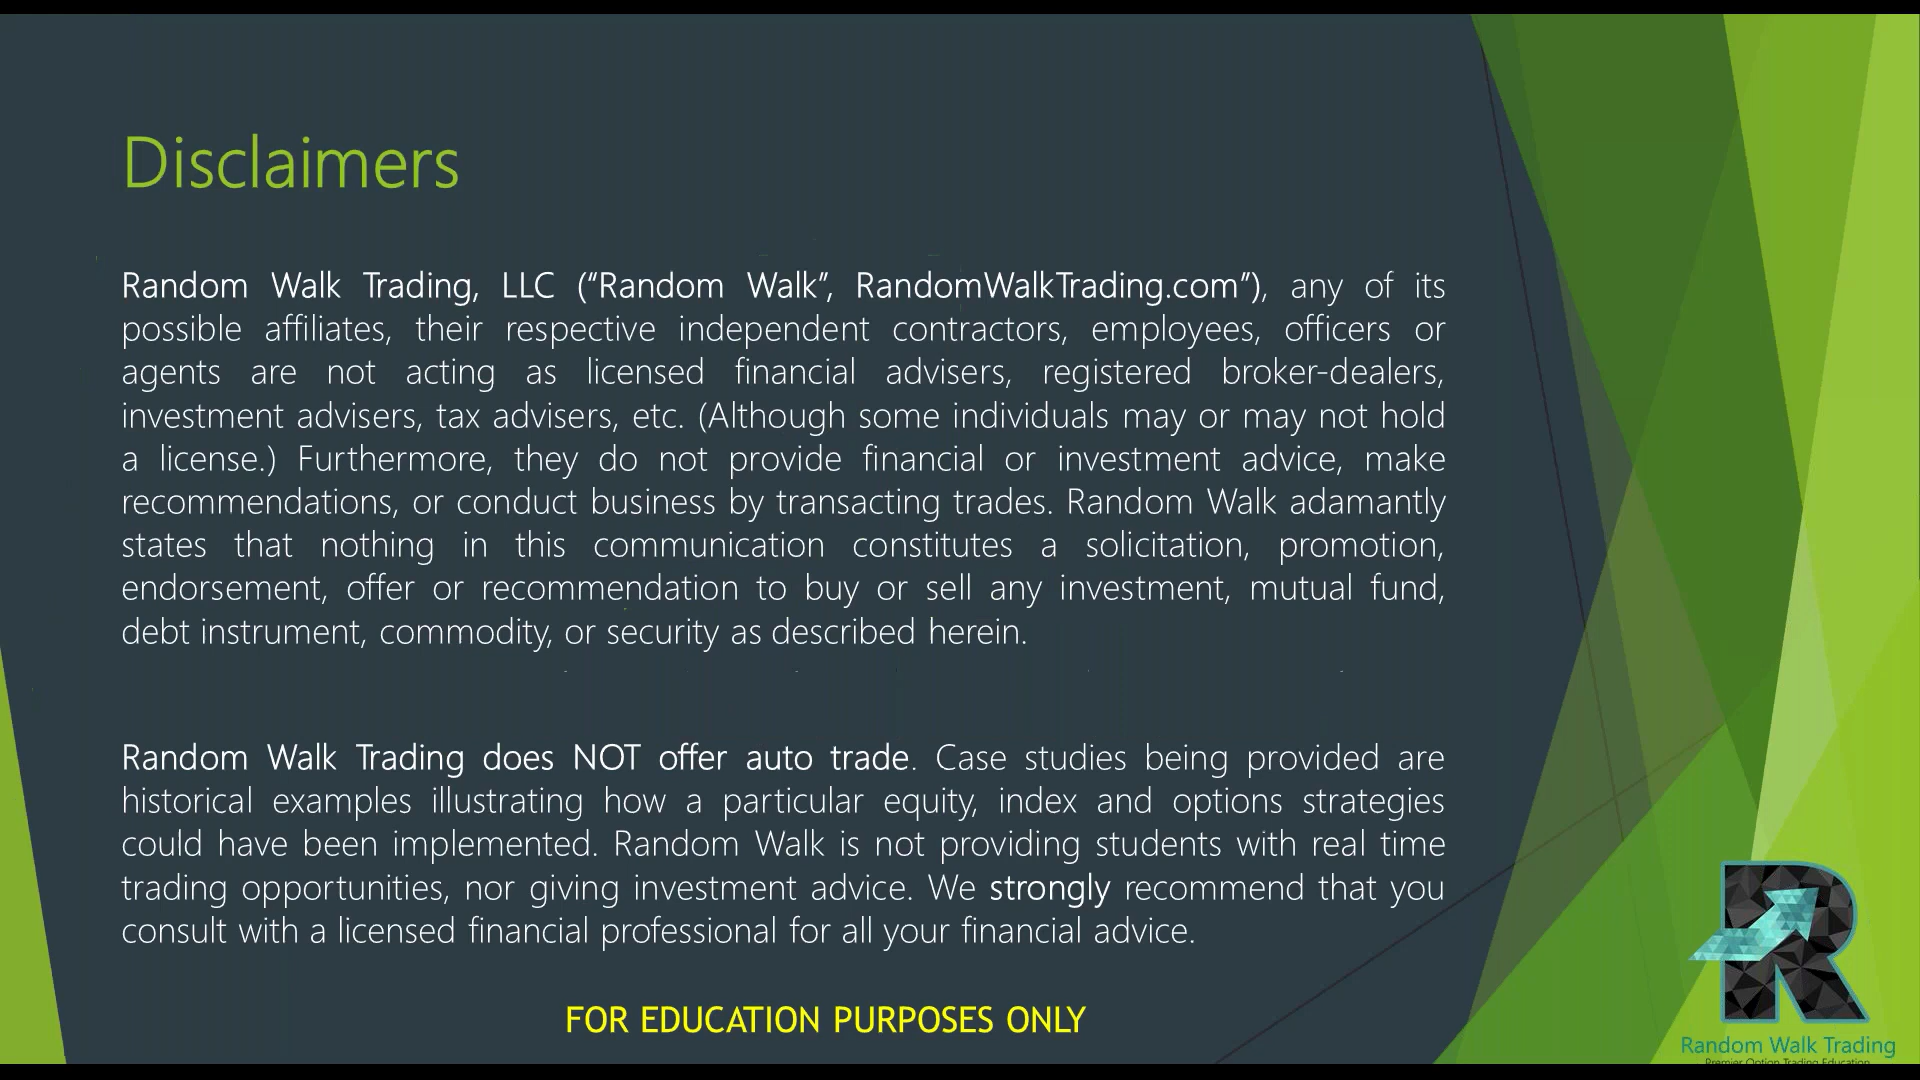 Disclaimers
Random Walk Trading, LLC (“Random Walk”, RandomWalkTrading.com”), any of its
possible affiliates, their respective independent contractors, employees, officers or
agents are not acting as licensed financial advisers, registered broker-dealers,
investment advisers, tax advisers, etc. (Although some individuals may or may not hold
a license.) Furthermore, they do not provide financial or investment advice, make
recommendations, or conduct business by transacting trades. Random Walk adamantly
states that nothing in this communication constitutes a solicitation, promotion,
endorsement, offer or recommendation to buy or sell any investment, mutual fund,
debt instrument, commodity, or security as described herein.
Random Walk Trading does NOT offer auto trade. Case studies being provided are
historical examples illustrating how a particular equity, index and options strategies
could have been implemented. Random Walk is not providing students with real time
trading opportunities, nor giving investment advice. We strongly recommend that you
consult with a licensed financial professional for all your financial advice.
FOR EDUCATION PURPOSES ONLY
Random Walk Trading
Premier Option Trading Education